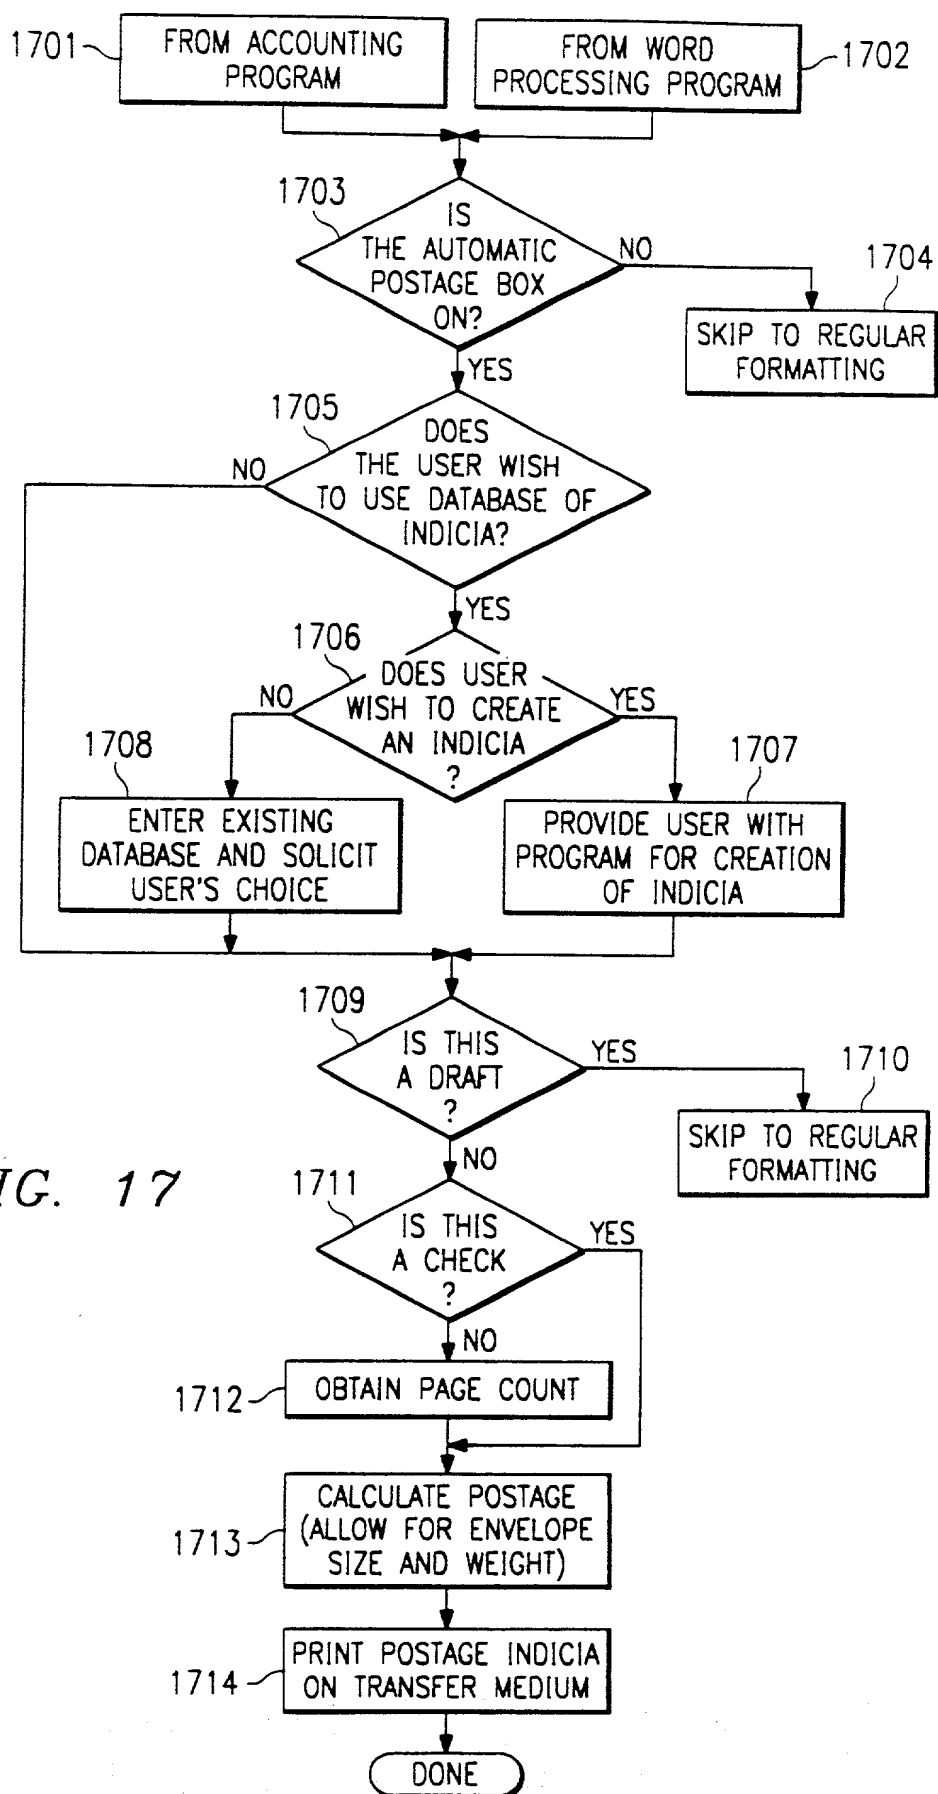 1701
FROM ACCOUNTING
PROGRAM
FROM WORD
PROCESSING PROGRAM
1702
1703
IS
THE AUTOMATIC
POSTAGE BOX
ON?
NO
1704
SKIP TO REGULAR
FORMATTING
YES
1705
DOES
THE USER WISH
TO USE DATABASE OF
INDICIA?
NO
YES
1706
DOES USER
WISH TO CREATE
AN INDICIA
?
NO
YES
1708
ENTER EXISTING
DATABASE AND SOLICIT
USER'S CHOICE
1707
PROVIDE USER WITH
PROGRAM FOR CREATION
OF INDICIA
1709
IS THIS
A DRAFT
?
YES
1710
SKIP TO REGULAR
FORMATTING
NO
IG. 17
1711
IS THIS
A CHECK
?
YES
NO
1712
OBTAIN PAGE COUNT
1713
CALCULATE POSTAGE
(ALLOW FOR ENVELOPE
SIZE AND WEIGHT)
1714
PRINT POSTAGE INDICIA
ON TRANSFER MEDIUM
DONE